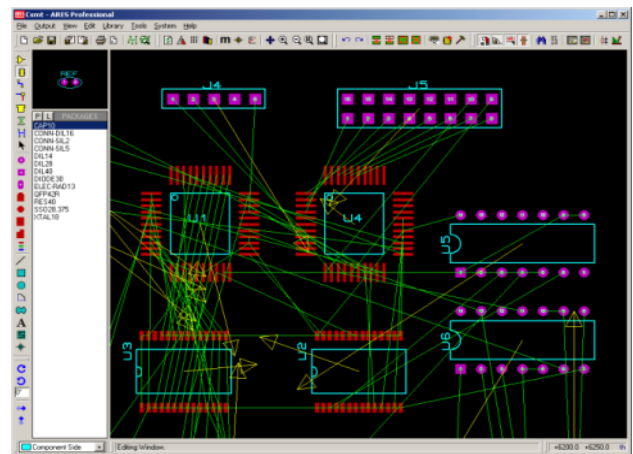 Cxmt - ARES Professional
File Output View Edit Library Tools System Help
REF
P L PACKAGES
CAP10
CONN-DIL16
CONN-SIL2
CONN-SIL5
DIL14
DIL28
DIL40
DIODE30
ELEC-RAD13
QFP42R
RES40
SSO28.375
XTAL18
J4
J5
U1
U4
U5
U3
U2
U6
Component Side
Editing Window.
+6200.0 +6250.0 th